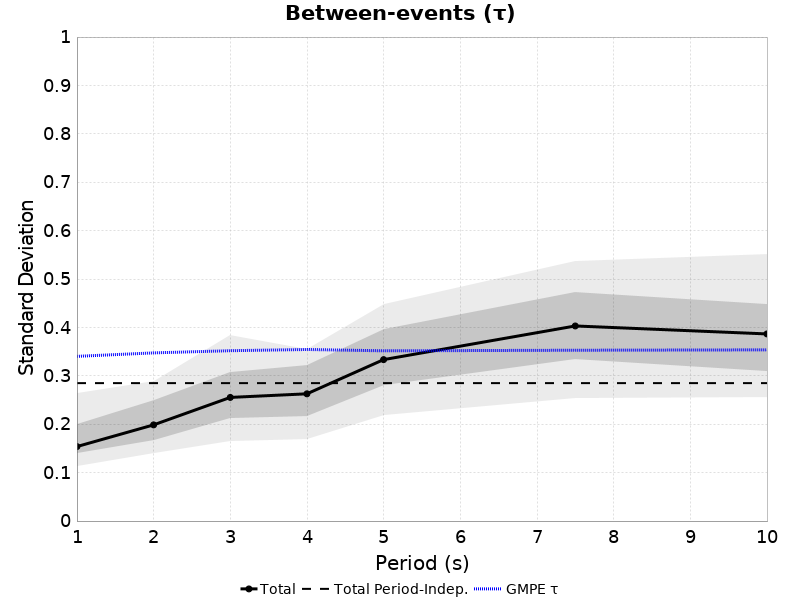 Between-events (τ)
1
0.9
0.8
0.7
0.6
0.5
0.4
0.3
0.2
0.1
0
Standard Deviation
1 2 3 4 5 6 7 8 9 10
Period (s)
Total Total Period-Indep. GMPE τ